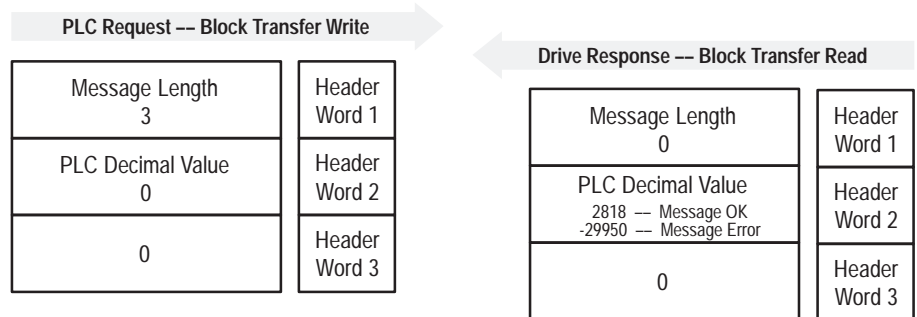 PLC Request –– Block Transfer Write
Message Length
3
Header
Word 1
PLC Decimal Value
0
Header
Word 2
0
Header
Word 3
Drive Response –– Block Transfer Read
Message Length
0
Header
Word 1
PLC Decimal Value
2818 –– Message OK
-29950 –– Message Error
Header
Word 2
0
Header
Word 3